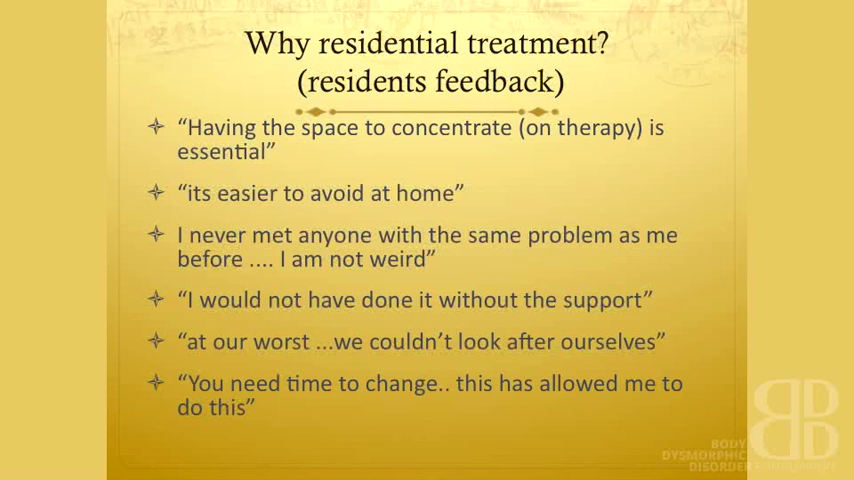 Why residential treatment?
(residents feedback)
“Having the space to concentrate (on therapy) is
essential”
“its easier to avoid at home”
I never met anyone with the same problem as me
before .... I am not weird”
“I would not have done it without the support”
“at our worst ...we couldn’t look after ourselves”
“You need time to change.. this has allowed me to
do this”
BODY
DYSMORPHIC
DISORDER